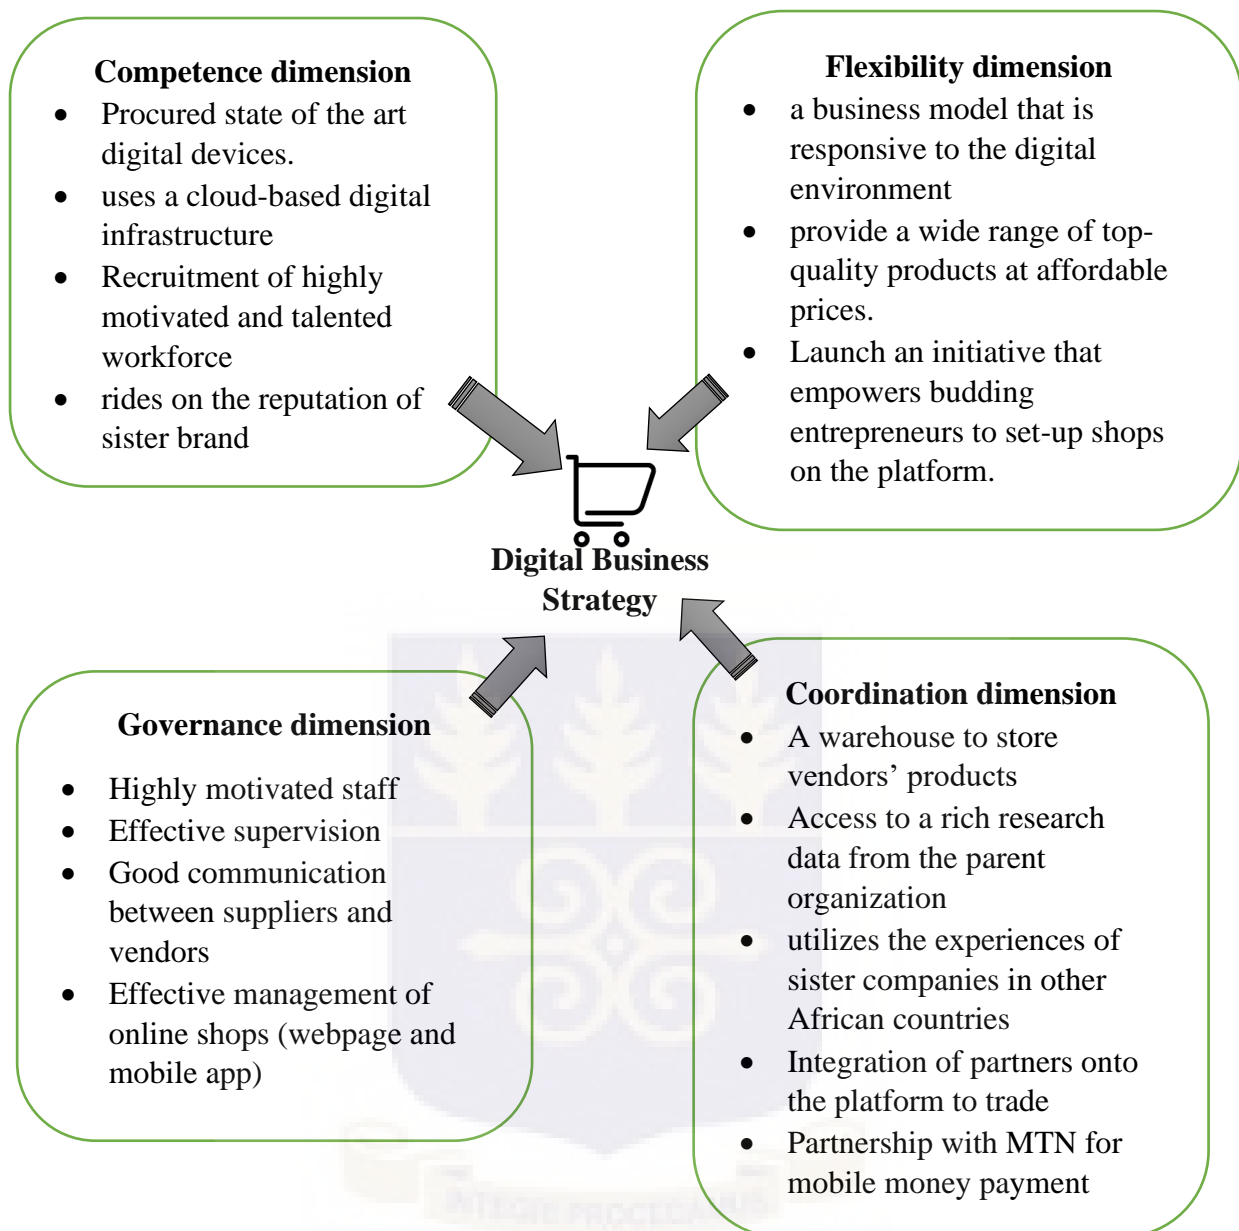 Competence dimension
• Procured state of the art
digital devices.
• uses a cloud-based digital
infrastructure
• Recruitment of highly
motivated and talented
workforce
• rides on the reputation of
sister brand
Flexibility dimension
• a business model that is
responsive to the digital
environment
• provide a wide range of top-
quality products at affordable
prices.
• Launch an initiative that
empowers budding
entrepreneurs to set-up shops
on the platform.
Digital Business
Strategy
Governance dimension
• Highly motivated staff
• Effective supervision
• Good communication
between suppliers and
vendors
• Effective management of
online shops (webpage and
mobile app)
Coordination dimension
• A warehouse to store
vendors’ products
• Access to a rich research
data from the parent
organization
• utilizes the experiences of
sister companies in other
African countries
• Integration of partners onto
the platform to trade
• Partnership with MTN for
mobile money payment
INTEGRI PROCEDAMUS